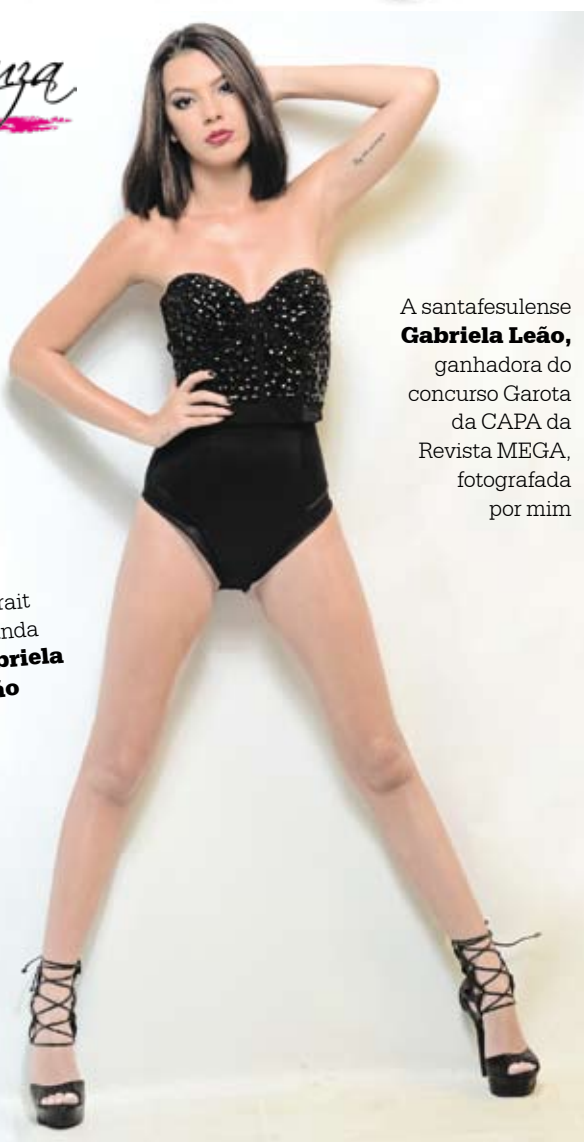 A santafesulense
Gabriela Leão,
ganhadora do
concurso Garota
da CAPA da
Revista MEGA,
fotografada
por mim
rait
nda
briela
ão